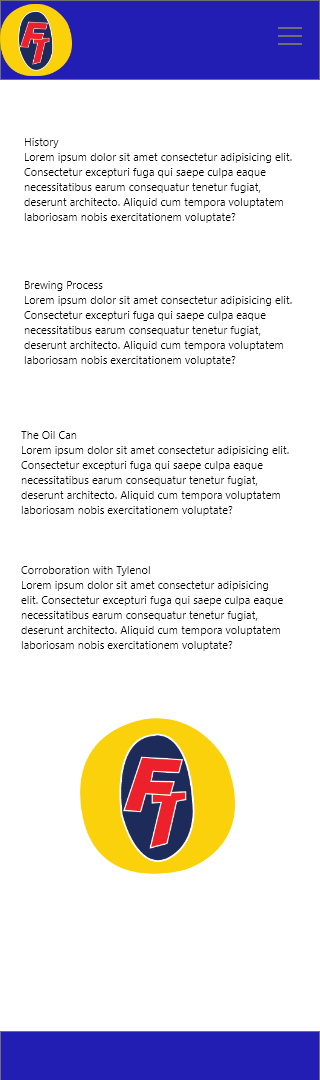 FT
History
Lorem ipsum dolor sit amet consectetur adipisicing elit.
Consectetur excepturi fuga qui saepe culpa eaque
necessitatibus earum consequatur tenetur fugiat,
deserunt architecto. Aliquid cum tempora voluptatem
laboriosam nobis exercitationem voluptate?
Brewing Process
Lorem ipsum dolor sit amet consectetur adipisicing elit.
Consectetur excepturi fuga qui saepe culpa eaque
necessitatibus earum consequatur tenetur fugiat,
deserunt architecto. Aliquid cum tempora voluptatem
laboriosam nobis exercitationem voluptate?
The Oil Can
Lorem ipsum dolor sit amet consectetur adipisicing elit.
Consectetur excepturi fuga qui saepe culpa eaque
necessitatibus earum consequatur tenetur fugiat,
deserunt architecto. Aliquid cum tempora voluptatem
laboriosam nobis exercitationem voluptate?
Corroboration with Tylenol
Lorem ipsum dolor sit amet consectetur adipisicing
elit. Consectetur excepturi fuga qui saepe culpa eaque
necessitatibus earum consequatur tenetur fugiat,
deserunt architecto. Aliquid cum tempora voluptatem
laboriosam nobis exercitationem voluptate?
FT